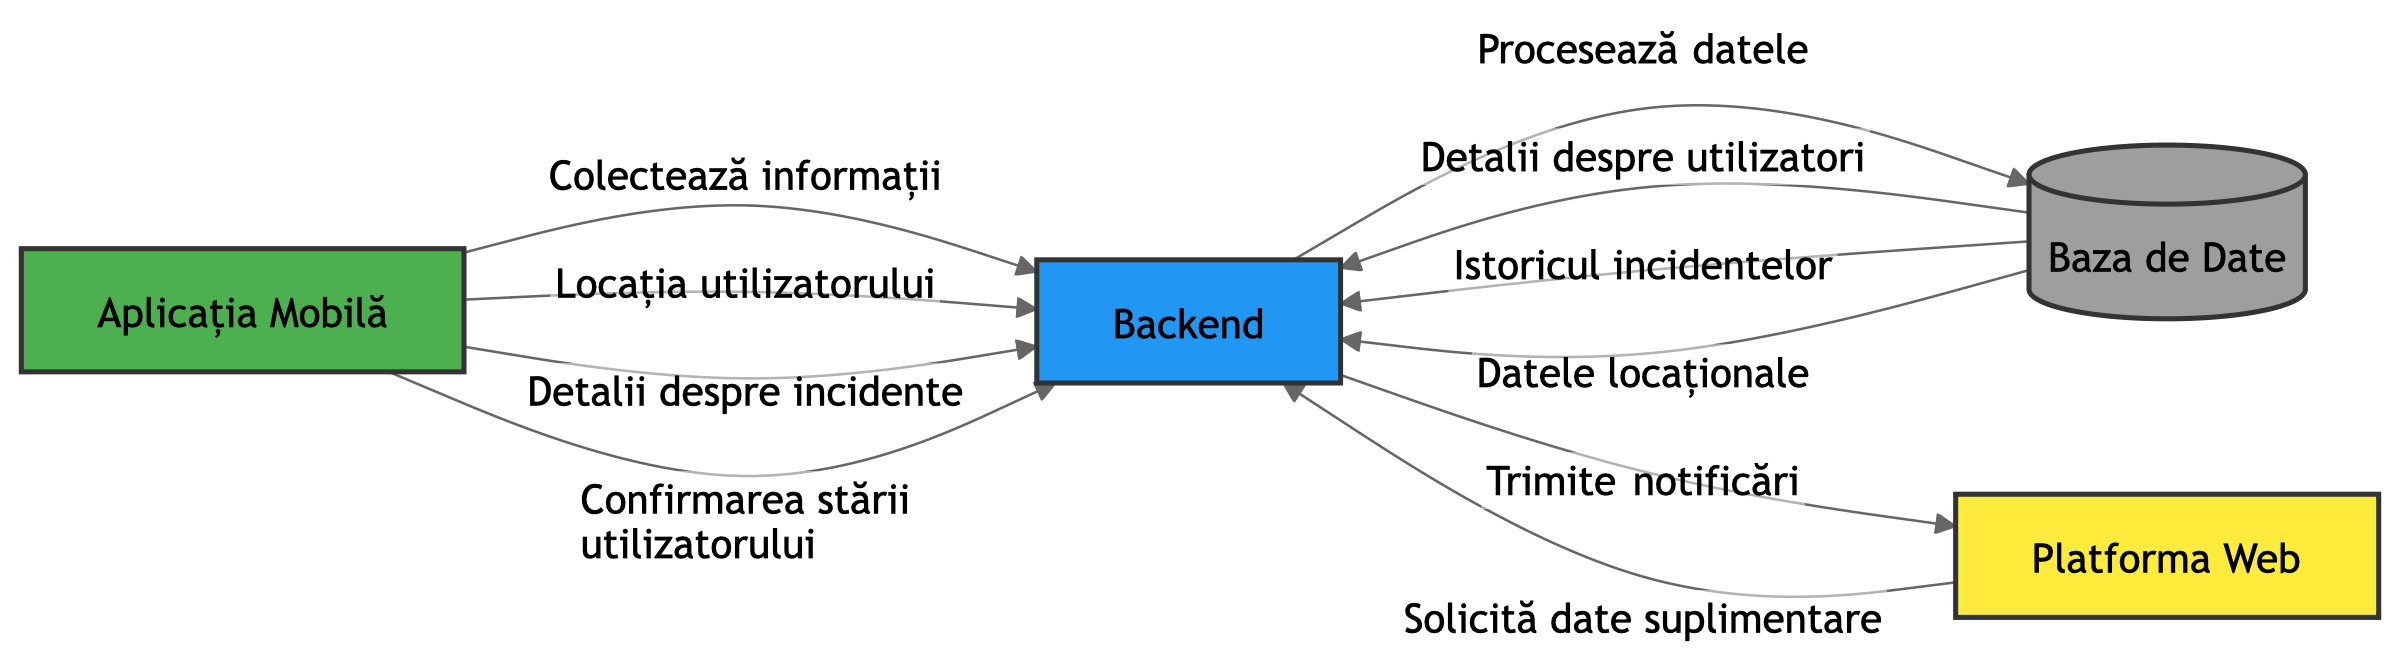 Procesează datele
Detalii despre utilizatori
Colectează informații
Istoricul incidentelor
Baza de Date
Locația utilizatorului
Aplicația Mobilă
Backend
Datele locaționale
Detalii despre incidente
Trimite notificări
Confirmarea stării
utilizatorului
Platforma Web
Solicită date suplimentare